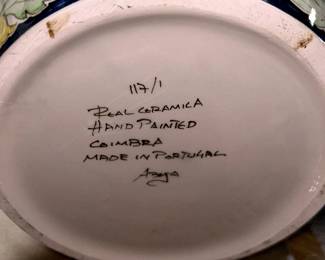 117/1
REAL CERAMICA
HAND PAINTED
COIMBRA
MADE IN PORTUGAL